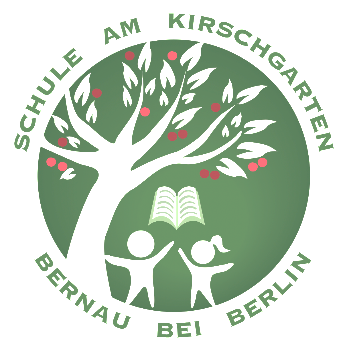 SCHULE AM KIRSCHGARTEN
BERNAU BEI BERLIN